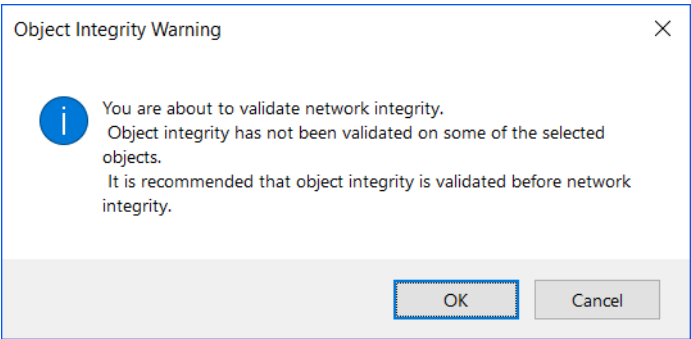 Object Integrity Warning
You are about to validate network integrity.
Object integrity has not been validated on some of the selected
objects.
It is recommended that object integrity is validated before network
integrity.
OK
Cancel